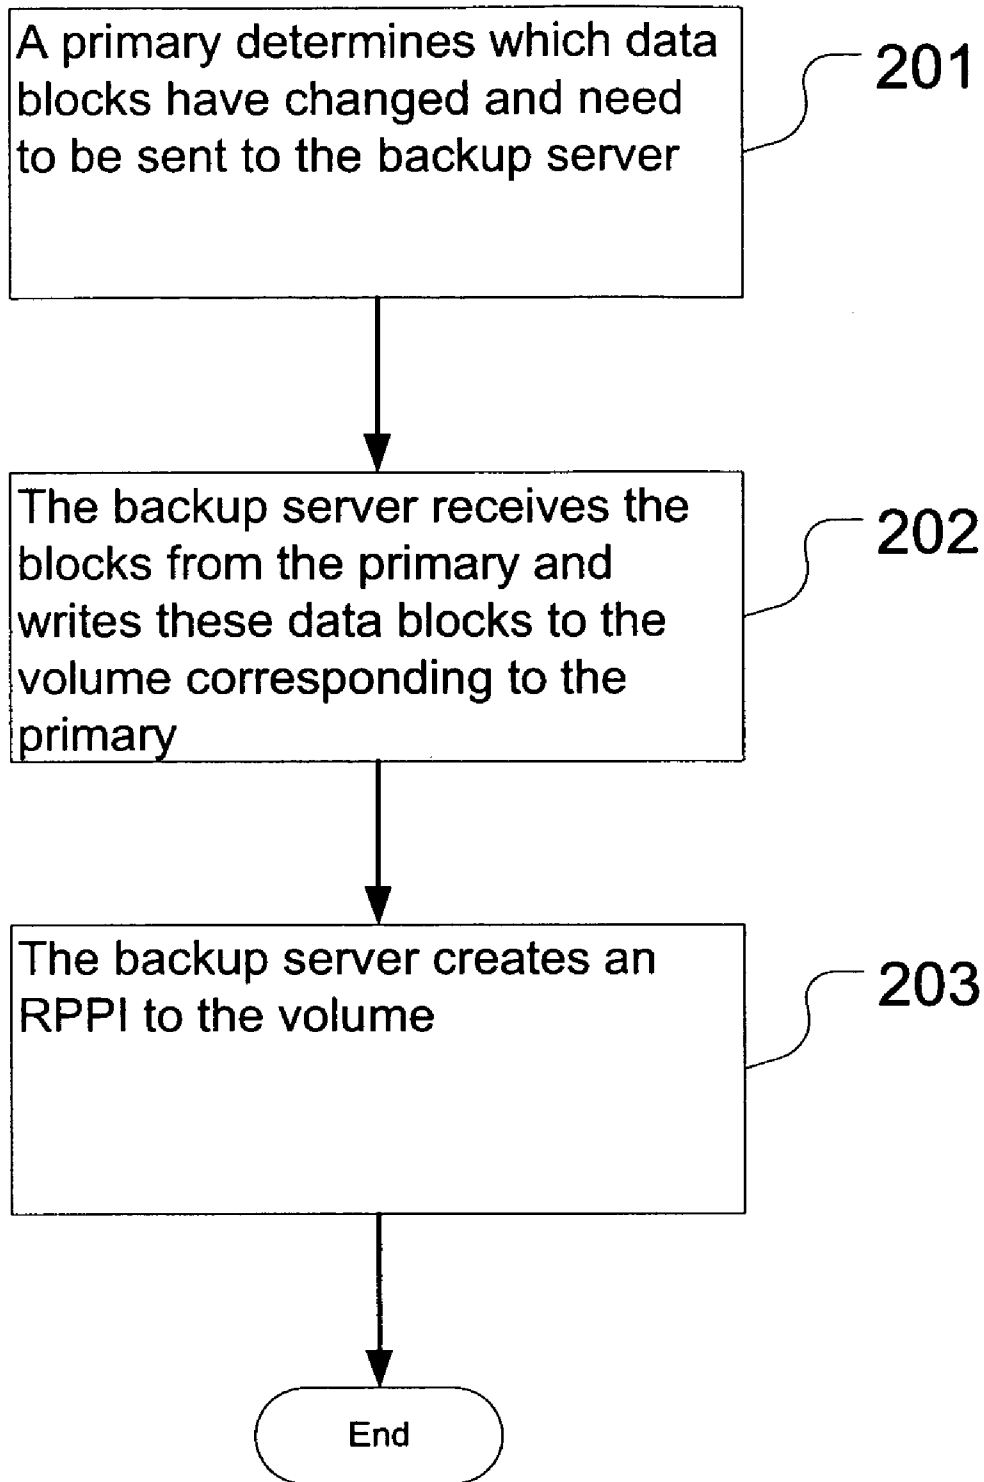 A primary determines which data
blocks have changed and need
to be sent to the backup server
201
The backup server receives the
blocks from the primary and
writes these data blocks to the
volume corresponding to the
primary
202
The backup server creates an
RPPI to the volume
203
End